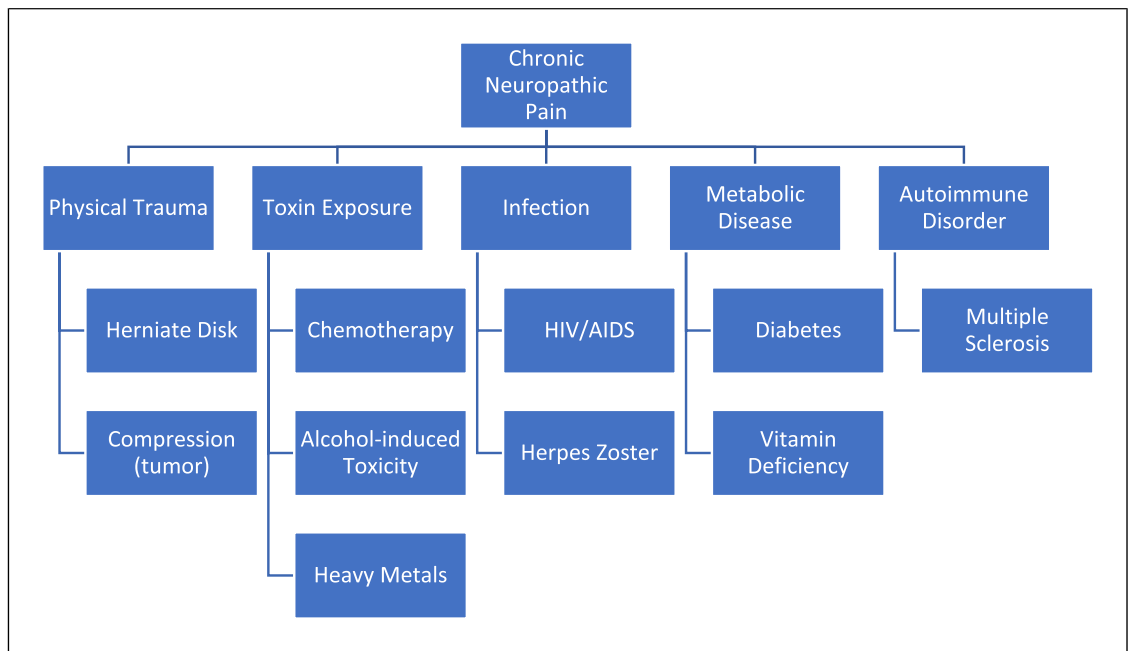 Chronic
Neuropathic
Pain
Physical Trauma
Toxin Exposure
Infection
Metabolic
Disease
Autoimmune
Disorder
Herniate Disk
Chemotherapy
HIV/AIDS
Diabetes
Multiple
Sclerosis
Compression
(tumor)
Alcohol-induced
Toxicity
Herpes Zoster
Vitamin
Deficiency
Heavy Metals